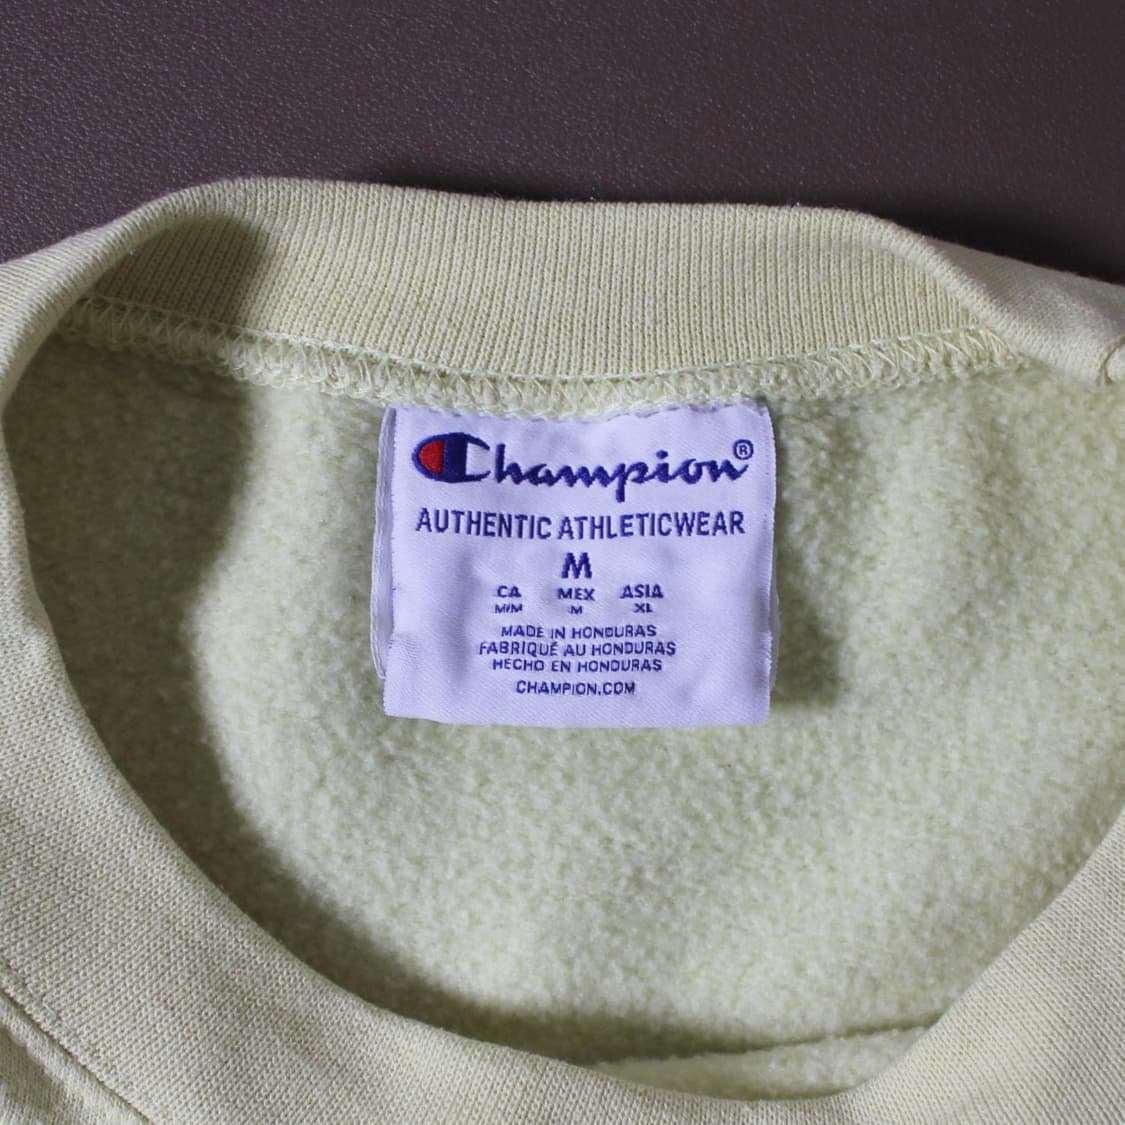 Champion®
AUTHENTIC ATHLETICWEAR
M
CA MEX ASIA
M/M M XL
MADE IN HONDURAS
FABRIQUÉ AU HONDURAS
HECHO EN HONDURAS
CHAMPION.COM